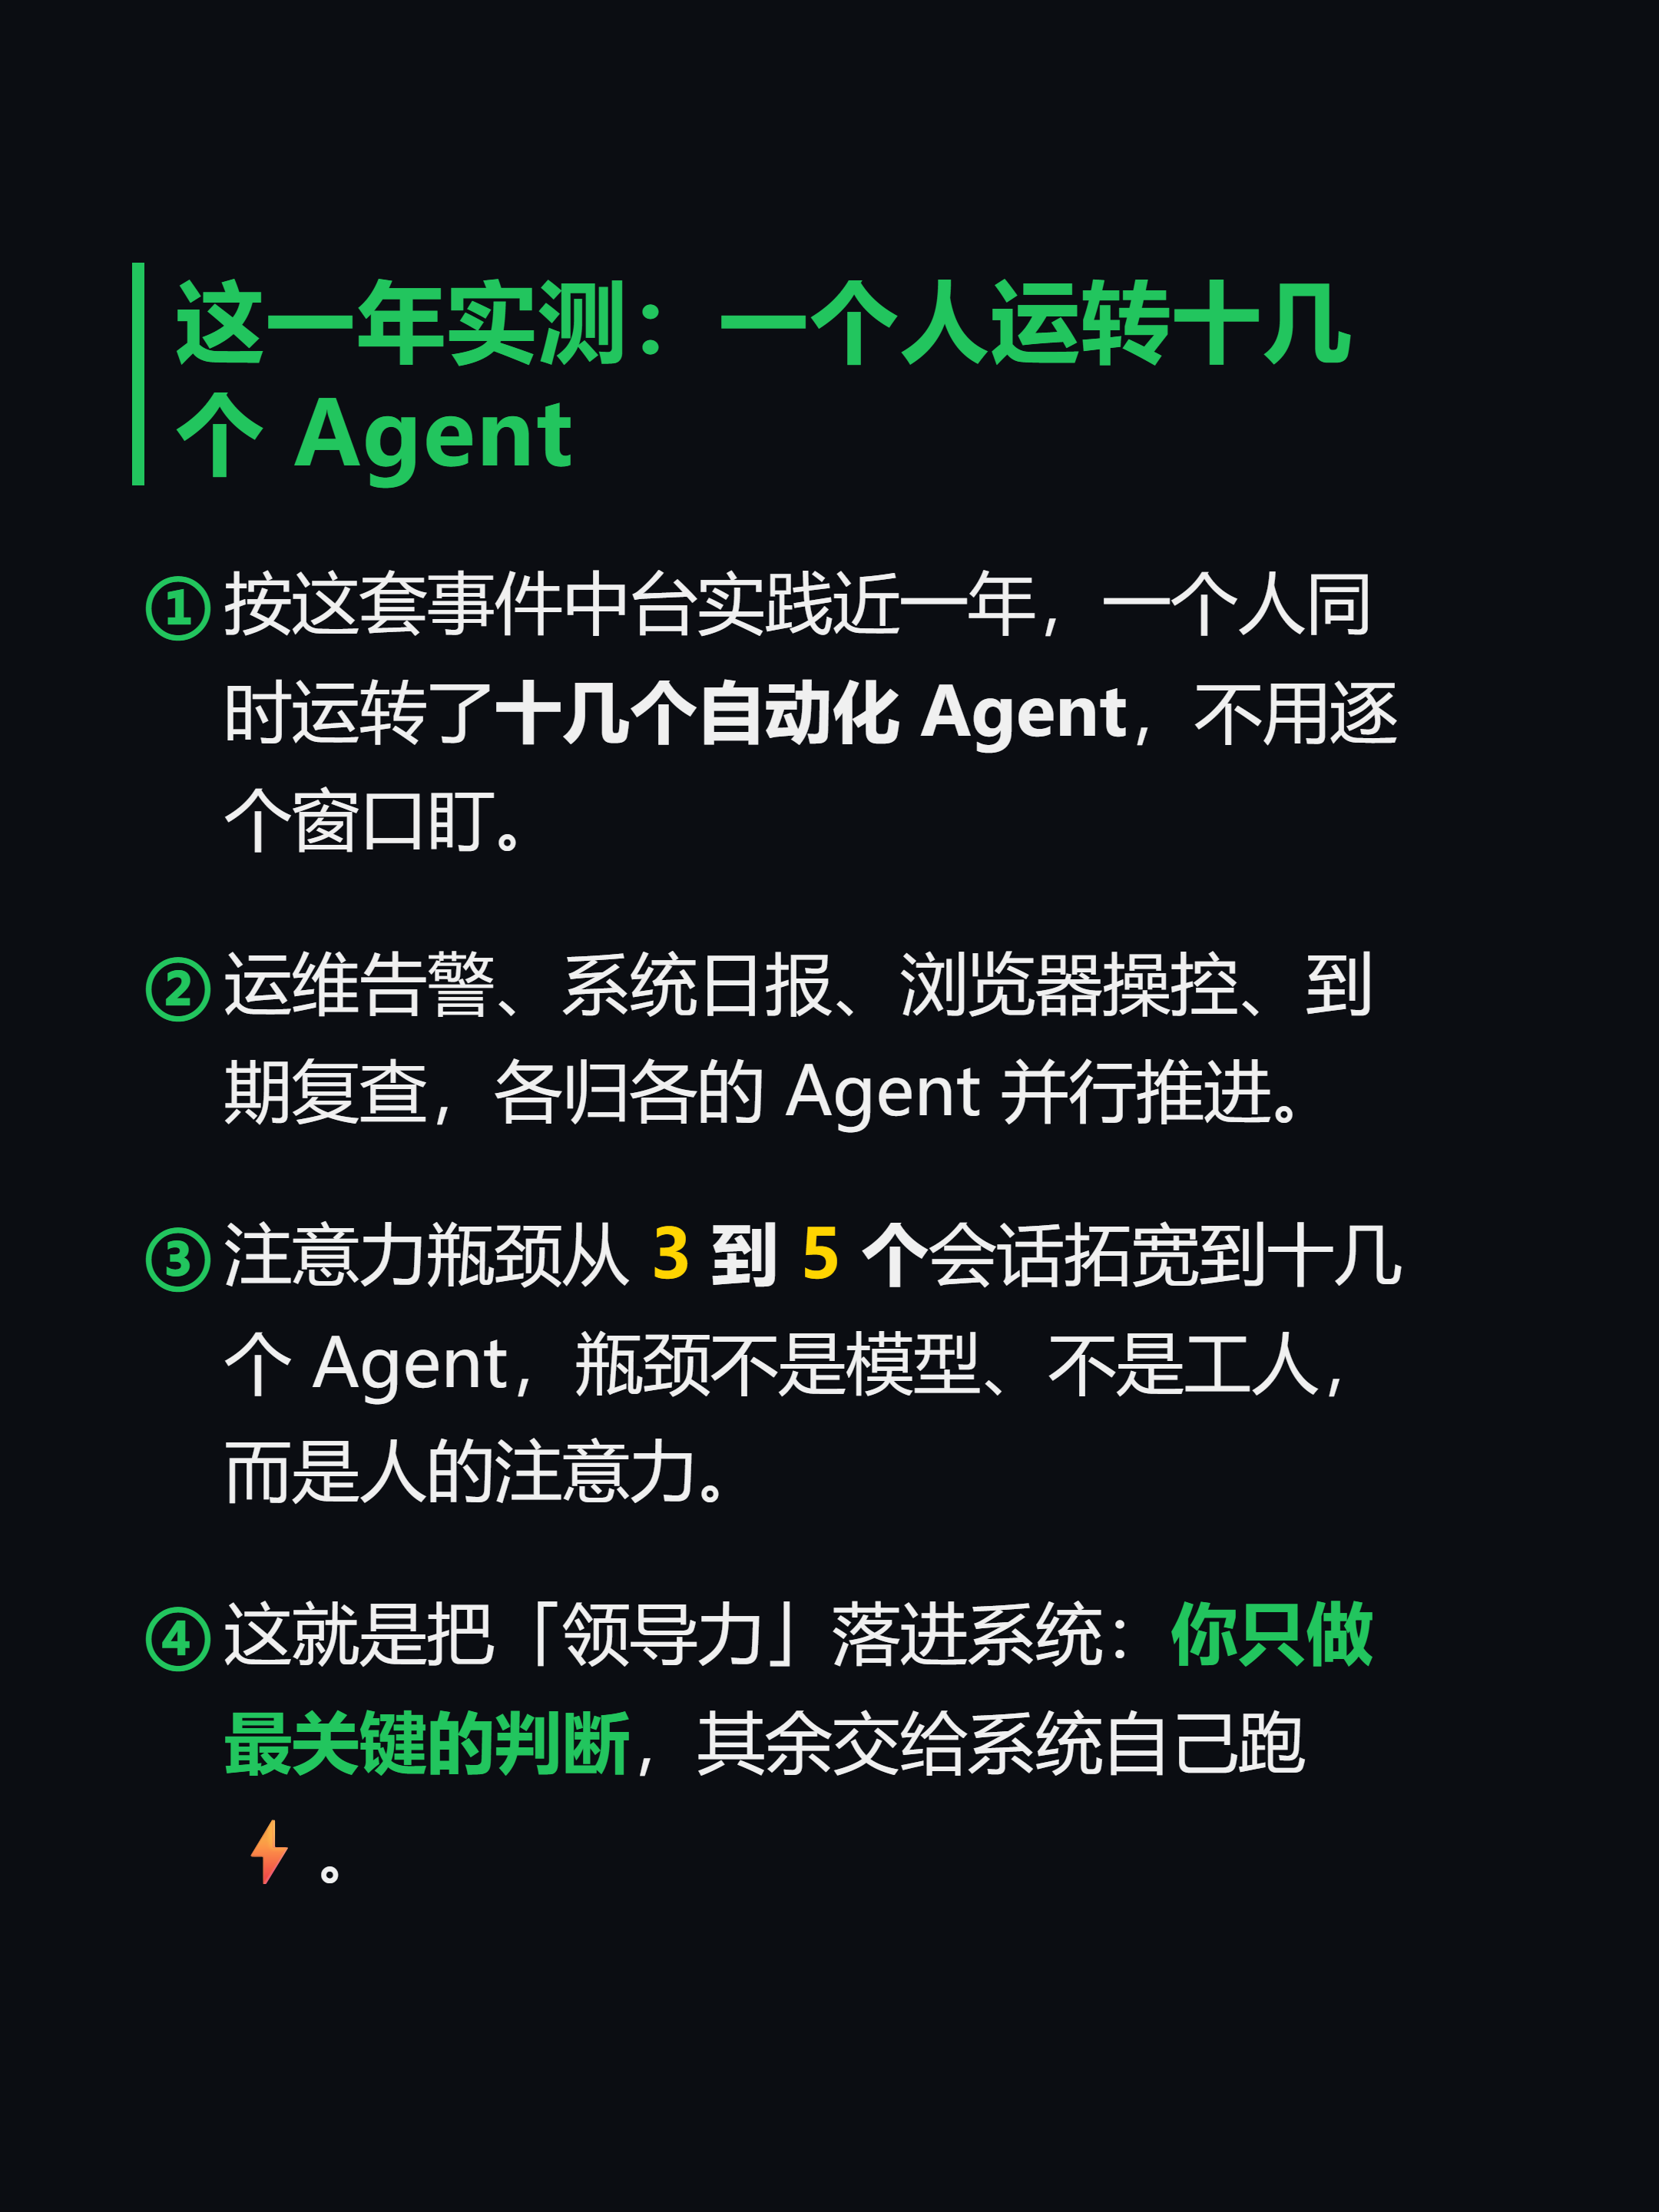 这一年实测：一个人运转十几
个 Agent
① 按这套事件中台实践近一年，一个人同
时运转了十几个自动化 Agent，不用逐
个窗口盯。
② 运维告警、系统日报、浏览器操控、到
期复查，各归各的 Agent 并行推进。
③ 注意力瓶颈从 3 到 5 个会话拓宽到十几
个 Agent，瓶颈不是模型、不是工人，
而是人的注意力。
④ 这就是把「领导力」落进系统：你只做
最关键的判断，其余交给系统自己跑
⚡。